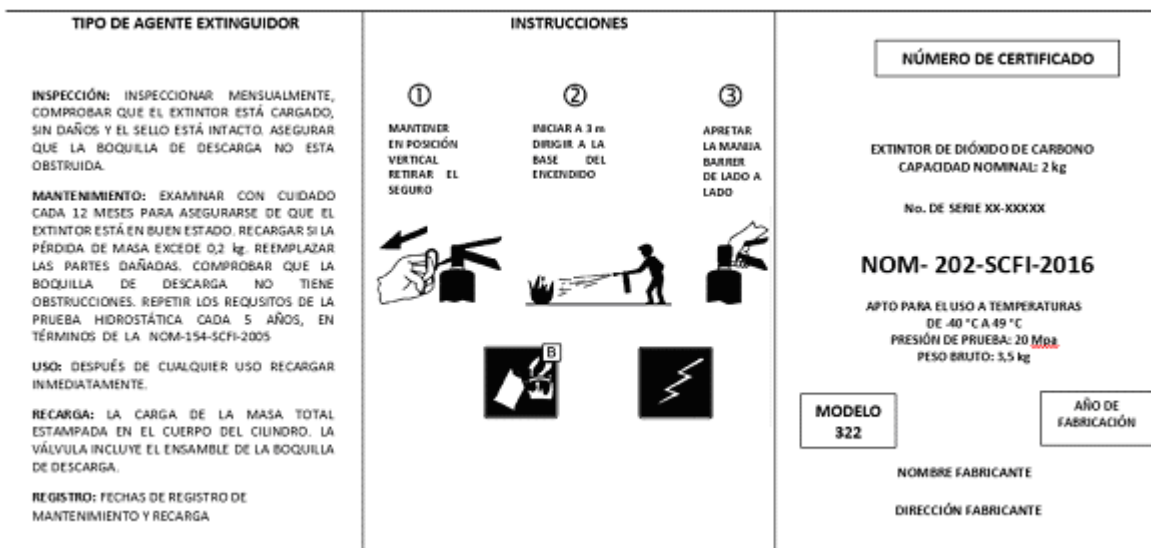 TIPO DE AGENTE EXTINGUIDOR
INSPECCIÓN: INSPECCIONAR MENSUALMENTE,
COMPROBAR QUE EL EXTINTOR ESTÁ CARGADO,
SIN DAÑOS Y EL SELLO ESTÁ INTACTO. ASEGURAR
QUE LA BOQUILLA DE DESCARGA NO ESTA
OBSTRUIDA.
MANTENIMIENTO: EXAMINAR CON CUIDADO
CADA 12 MESES PARA ASEGURARSE DE QUE EL
EXTINTOR ESTÁ EN BUEN ESTADO. RECARGAR SI LA
PÉRDIDA DE MASA EXCEDE 0,2 kg. REEMPLAZAR
LAS PARTES DAÑADAS. COMPROBAR QUE LA
BOQUILLA DE DESCARGA NO TIENE
OBSTRUCCIONES. REPETIR LOS REQUSITOS DE LA
PRUEBA HIDROSTÁTICA CADA 5 AÑOS, EN
TÉRMINOS DE LA NOM-154-SCFI-2005
USO: DESPUÉS DE CUALQUIER USO RECARGAR
INMEDIATAMENTE.
RECARGA: LA CARGA DE LA MASA TOTAL
ESTAMPADA EN EL CUERPO DEL CILINDRO. LA
VÁLVULA INCLUYE EL ENSAMBLE DE LA BOQUILLA
DE DESCARGA.
REGISTRO: FECHAS DE REGISTRO DE
MANTENIMIENTO Y RECARGA
INSTRUCCIONES
①
MANTENER
EN POSICIÓN
VERTICAL
RETIRAR EL
SEGURO
②
INICIAR A 3 m
DIRIGIR A LA
BASE DEL
ENCENDIDO
③
APRETAR
LA MANIJA
BARRER
DE LADO A
LADO
B
NÚMERO DE CERTIFICADO
EXTINTOR DE DIÓXIDO DE CARBONO
CAPACIDAD NOMINAL: 2 kg
No. DE SERIE XX-XXXXX
NOM- 202-SCFI-2016
APTO PARA EL USO A TEMPERATURAS
DE -40 °C A 49 °C
PRESIÓN DE PRUEBA: 20 Mpa
PESO BRUTO: 3,5 kg
MODELO
322
AÑO DE
FABRICACIÓN
NOMBRE FABRICANTE
DIRECCIÓN FABRICANTE